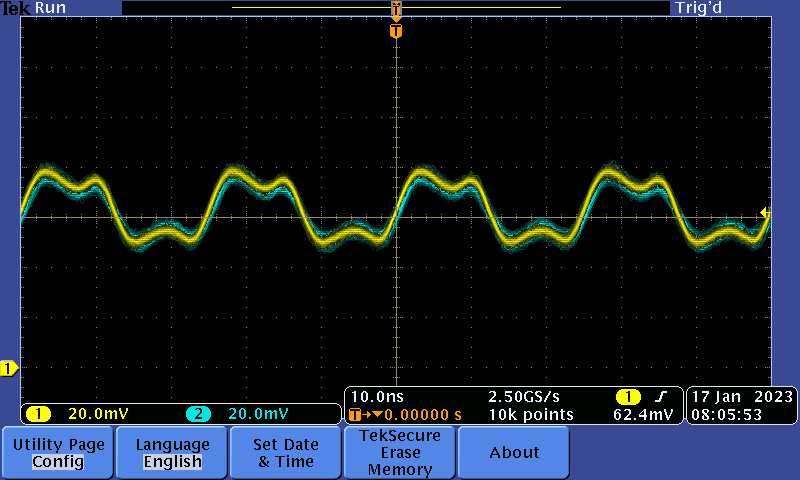 Tek Run Trig'd
T
T
1
1 20.0mV 2 20.0mV
10.0ns 2.50GS/s 1
T→▼0.00000 s 10k points 62.4mV
17 Jan 2023
08:05:53
Utility Page
Config
Language
English
Set Date
& Time
TekSecure
Erase
Memory
About